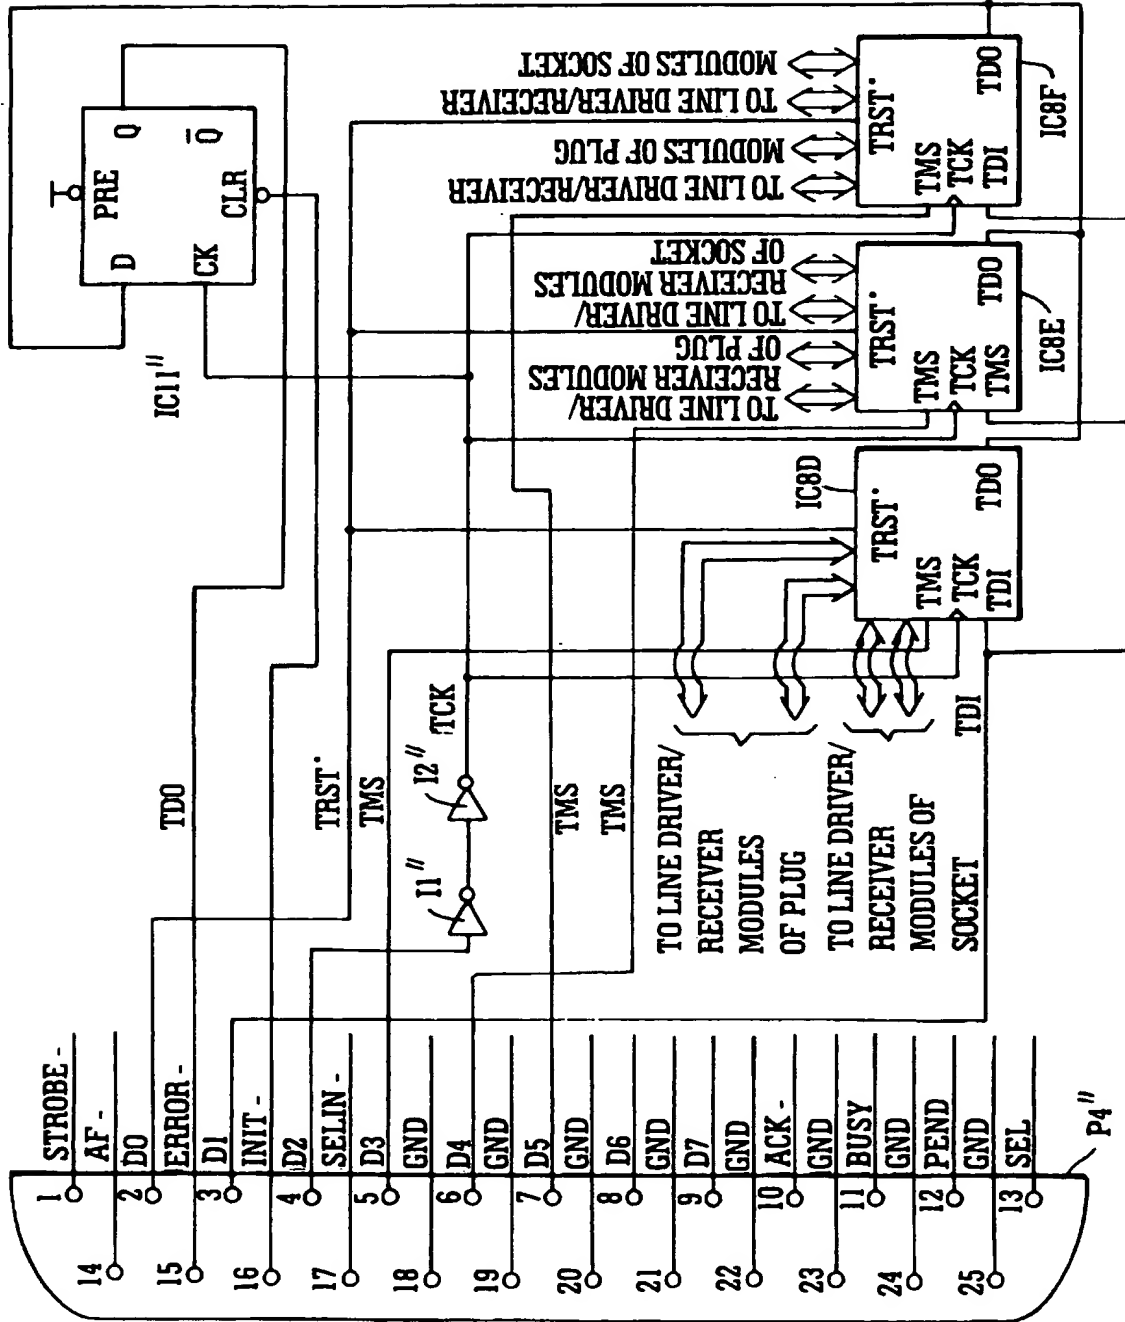 IC11"
D
PRE
Q
CK
CLR
Q̅
TDO
TRST*
TMS
I1"
I2"
TCK
TMS
TMS
TDI
TO LINE DRIVER/RECEIVER
MODULES OF SOCKET
TO LINE DRIVER/RECEIVER
MODULES OF PLUG
TRST*
TMS
TCK
TDI
TDO
IC8F
TO LINE DRIVER/
RECEIVER MODULES
OF SOCKET
TO LINE DRIVER/
RECEIVER MODULES
OF PLUG
TRST*
TMS
TCK
TMS
TDO
IC8E
IC8D
TRST*
TMS
TCK
TDI
TDO
TO LINE DRIVER/
RECEIVER
MODULES
OF PLUG
TO LINE DRIVER/
RECEIVER
MODULES OF
SOCKET
1 STROBE -
14 AF -
2 D0
15 ERROR -
3 D1
16 INIT -
4 D2
17 SELIN -
5 D3
18 GND
6 D4
19 GND
7 D5
20 GND
8 D6
21 GND
9 D7
22 GND
10 ACK -
23 GND
11 BUSY
24 GND
12 PEND
25 GND
13 SEL
P4"